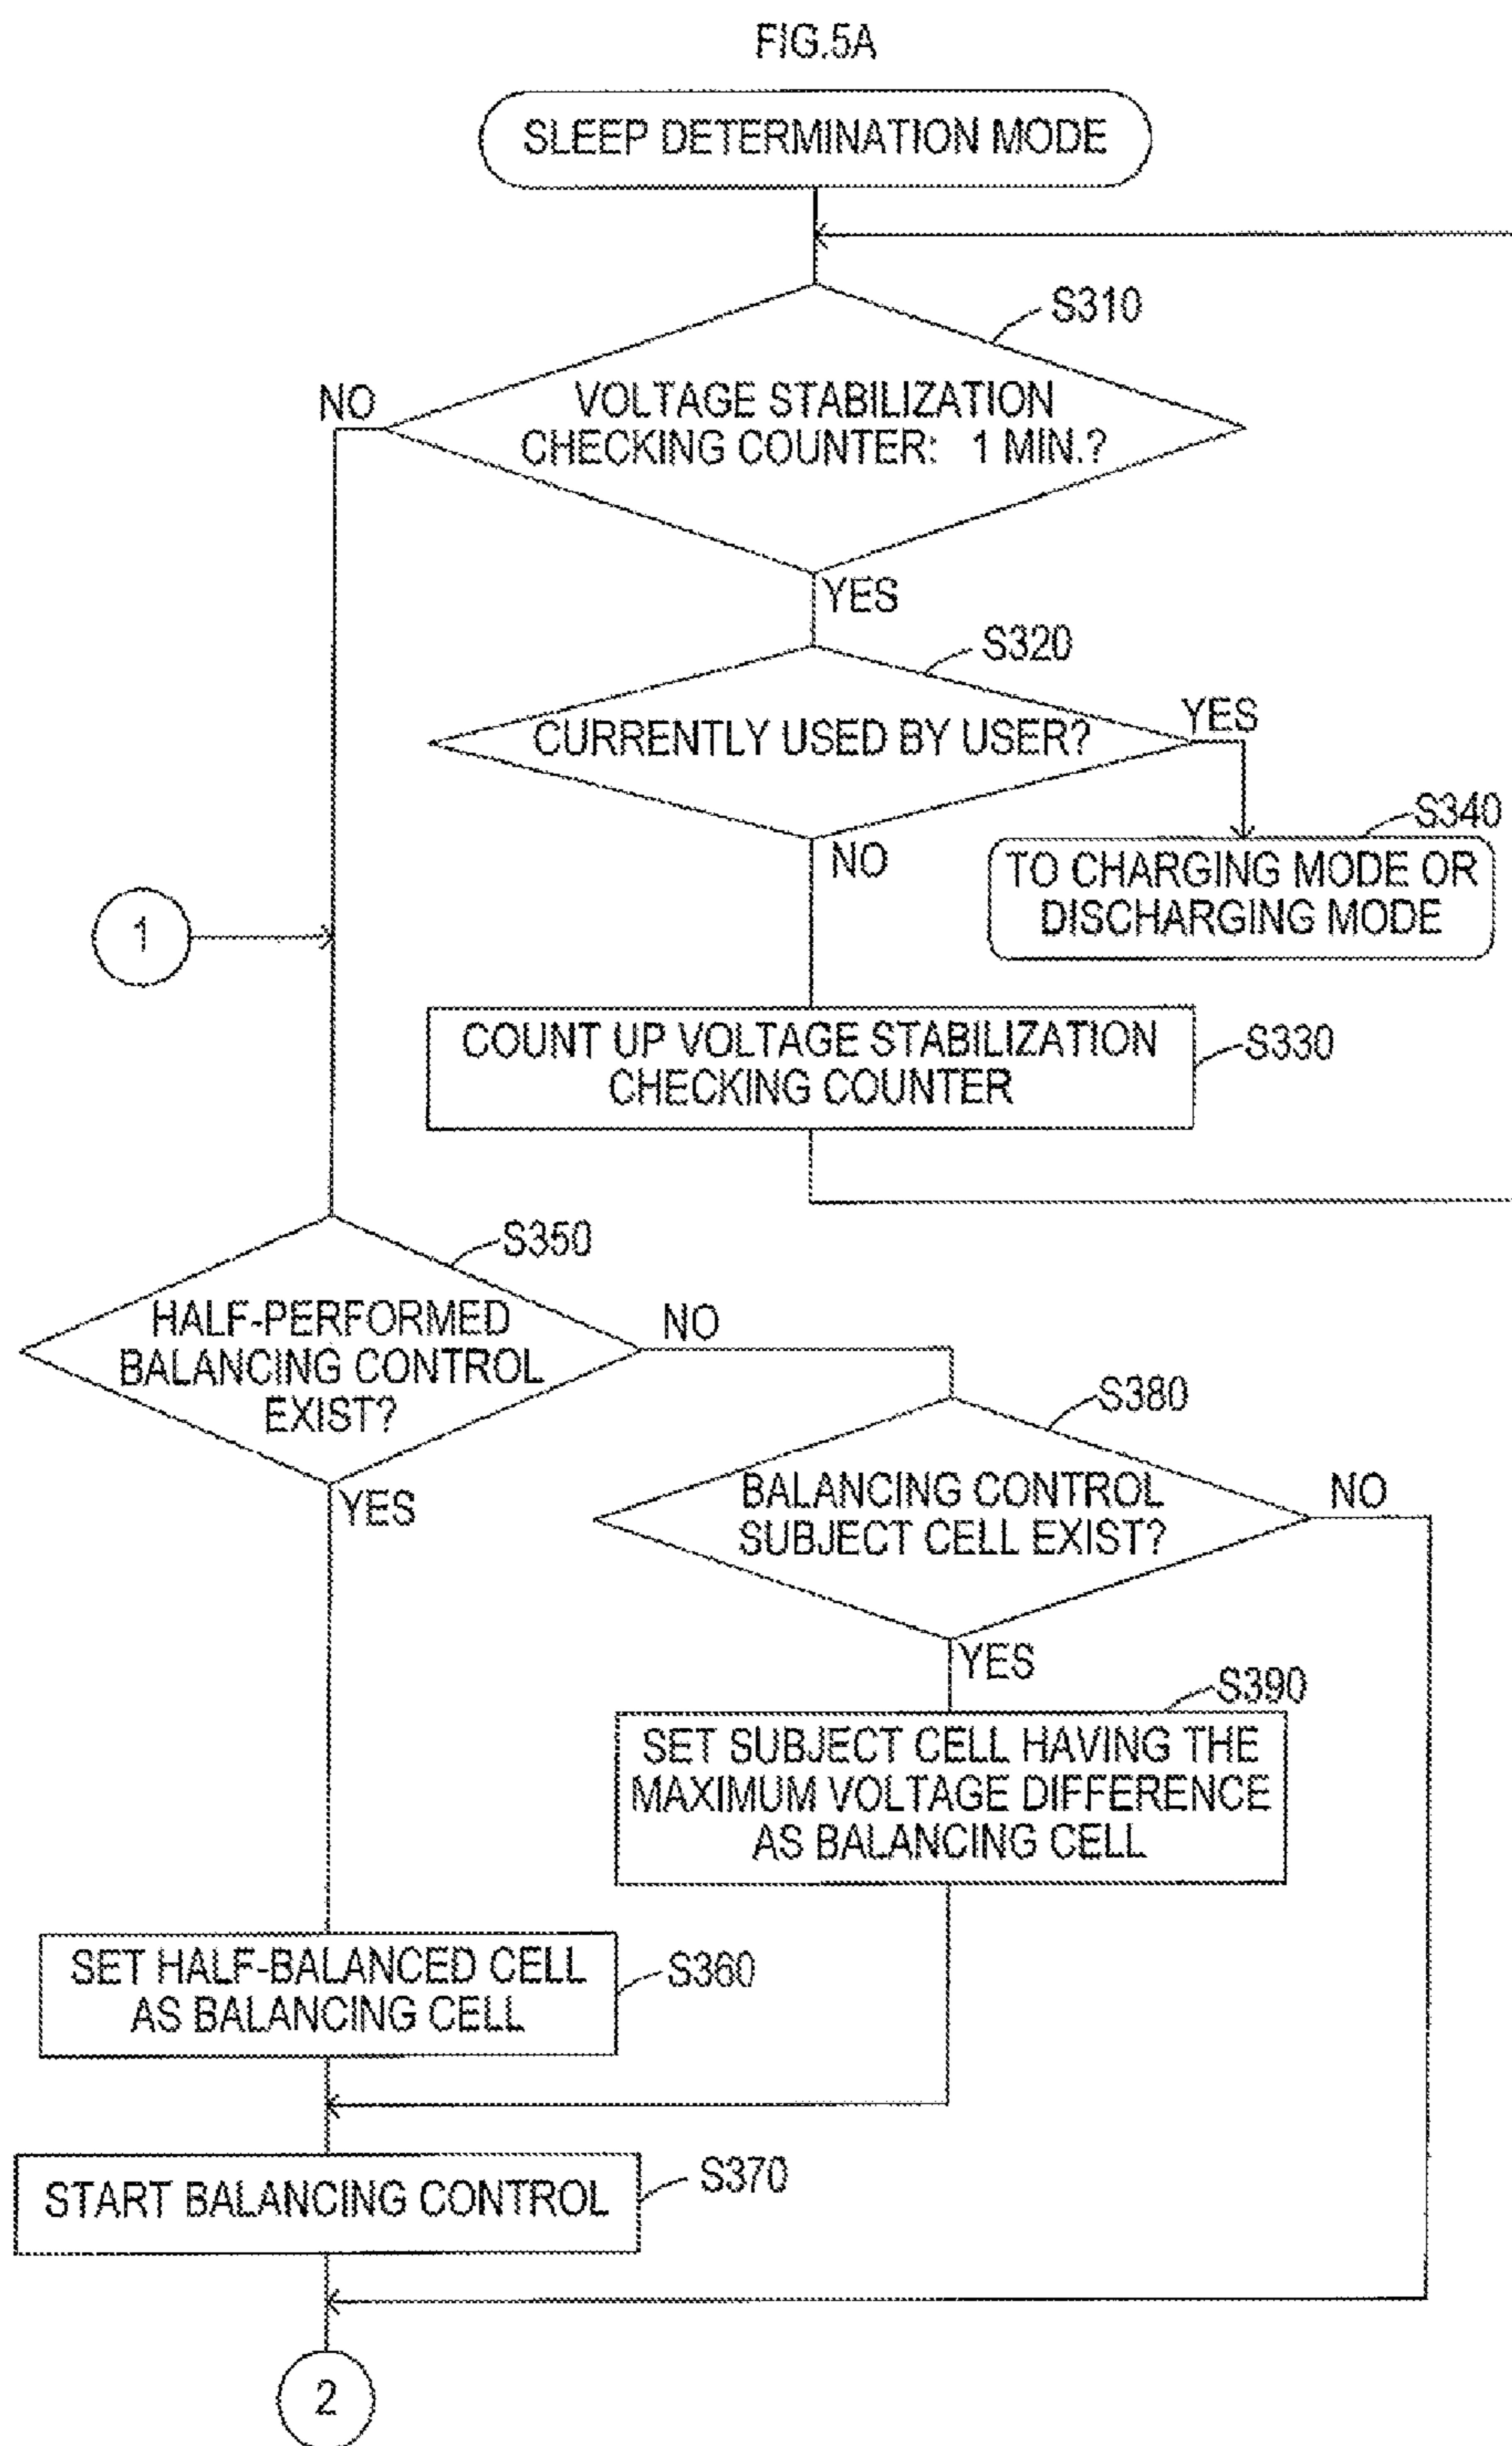 FIG.5A
SLEEP DETERMINATION MODE
S310
NO
VOLTAGE STABILIZATION
CHECKING COUNTER: 1 MIN.?
YES
S320
CURRENTLY USED BY USER?
YES
S340
NO
TO CHARGING MODE OR
DISCHARGING MODE
1
COUNT UP VOLTAGE STABILIZATION
CHECKING COUNTER
S330
S350
HALF-PERFORMED
BALANCING CONTROL
EXIST?
NO
YES
S380
BALANCING CONTROL
SUBJECT CELL EXIST?
NO
YES
S390
SET SUBJECT CELL HAVING THE
MAXIMUM VOLTAGE DIFFERENCE
AS BALANCING CELL
SET HALF-BALANCED CELL
AS BALANCING CELL
S360
START BALANCING CONTROL
S370
2